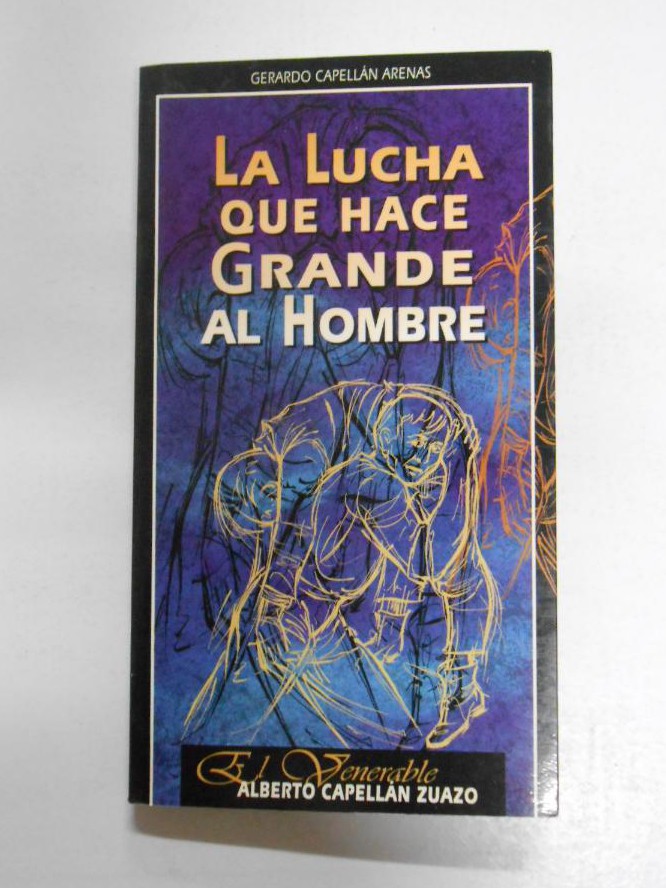 GERARDO CAPELLÁN ARENAS
LA LUCHA
QUE HACE
GRANDE
AL HOMBRE
El Venerable
ALBERTO CAPELLÁN ZUAZO